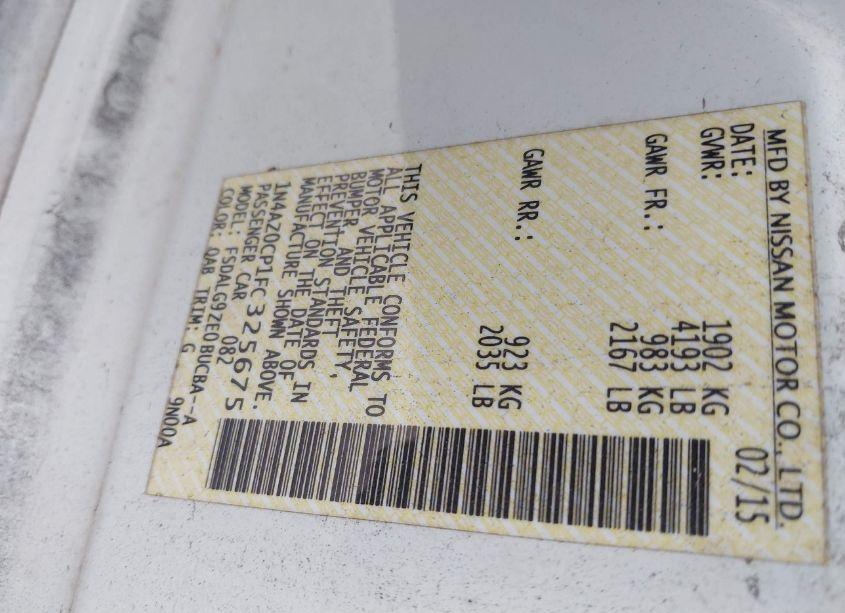 MFD BY NISSAN MOTOR CO., LTD.
DATE: 02/15
GVWR: 1902 KG
4193 LB
GAWR FR.: 983 KG
2167 LB
GAWR RR.: 923 KG
2035 LB
THIS VEHICLE CONFORMS TO
ALL APPLICABLE FEDERAL
MOTOR VEHICLE SAFETY,
BUMPER, AND THEFT
PREVENTION STANDARDS IN
EFFECT ON THE DATE OF
MANUFACTURE SHOWN ABOVE.
1N4AZ0CP1FC325675
PASSENGER CAR 082
MODEL: FSDALG9ZE0BUCBA--A
COLOR: QAB TRIM: G 9N00A